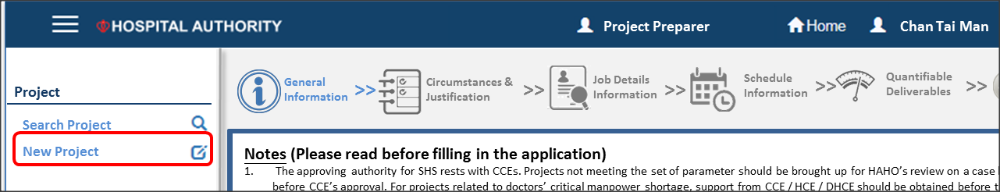 HOSPITAL AUTHORITY
Project Preparer
Home
Chan Tai Man
Project
Search Project
New Project
General
Information
>>
Circumstances &
Justification
>>
Job Details
Information
>>
Schedule
Information
>>
Quantifiable
Deliverables
>>
Notes (Please read before filling in the application)
1. The approving authority for SHS rests with CCEs. Projects not meeting the set of parameter should be brought up for HAHO's review on a case
before CCE's approval. For projects related to doctors' critical manpower shortage, support from CCE / HCE / DHCE should be obtained before